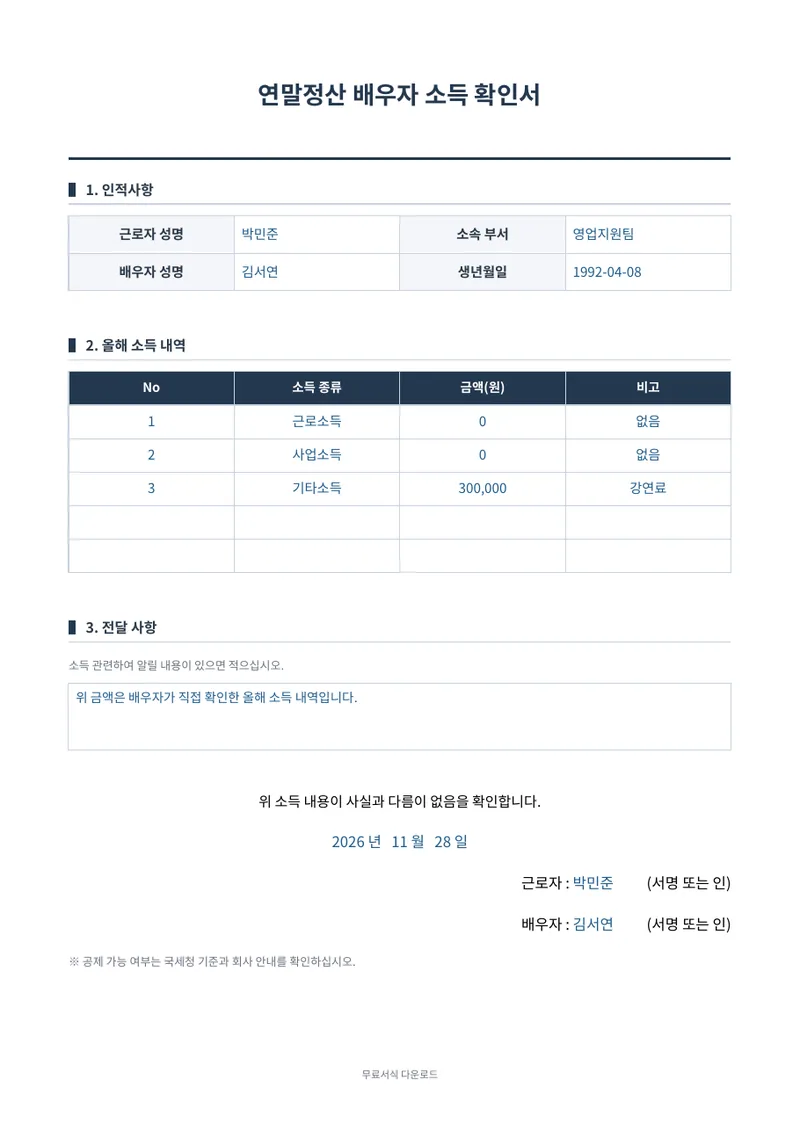 연말정산 배우자 소득 확인서
1. 인적사항
근로자 성명 박민준 소속 부서 영업지원팀
배우자 성명 김서연 생년월일 1992-04-08
2. 올해 소득 내역
No 소득 종류 금액(원) 비고
1 근로소득 0 없음
2 사업소득 0 없음
3 기타소득 300,000 강연료
3. 전달 사항
소득 관련하여 알릴 내용이 있으면 적으십시오.
위 금액은 배우자가 직접 확인한 올해 소득 내역입니다.
위 소득 내용이 사실과 다름이 없음을 확인합니다.
2026 년 11 월 28 일
근로자 : 박민준 (서명 또는 인)
배우자 : 김서연 (서명 또는 인)
※ 공제 가능 여부는 국세청 기준과 회사 안내를 확인하십시오.
무료서식 다운로드